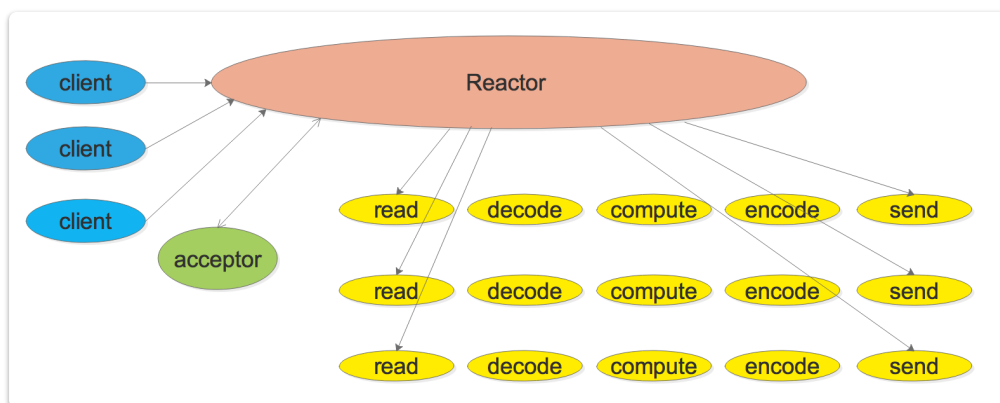 client
Reactor
client
client
acceptor
read decode compute encode send
read decode compute encode send
read decode compute encode send